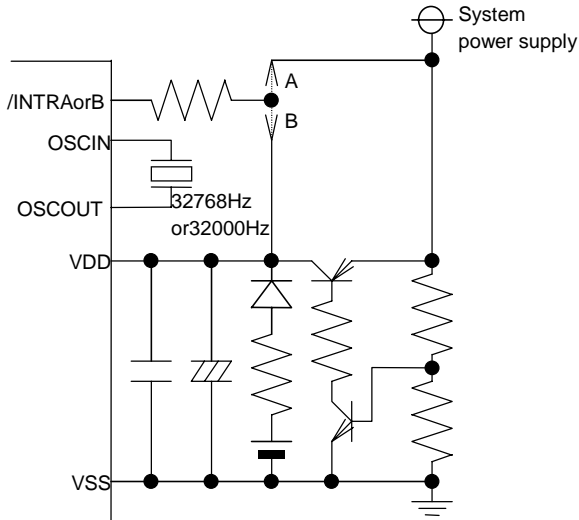 System
power supply
A
/INTRAorB
B
OSCIN
OSCOUT
32768Hz
or32000Hz
VDD
VSS